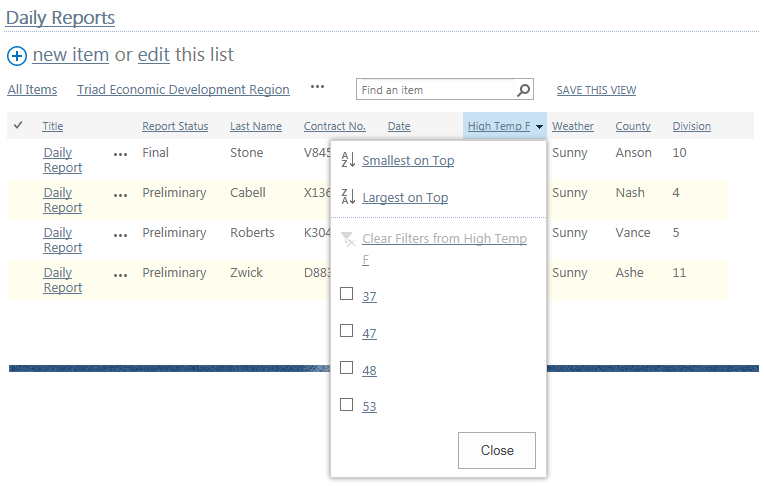 Daily Reports
new item or edit this list
All Items Triad Economic Development Region ••• Find an item SAVE THIS VIEW
Title Report Status Last Name Contract No. Date High Temp F Weather County Division
Daily Report ••• Final Stone V845 Sunny Anson 10
Daily Report ••• Preliminary Cabell X136 Sunny Nash 4
Daily Report ••• Preliminary Roberts K304 Sunny Vance 5
Daily Report ••• Preliminary Zwick D883 Sunny Ashe 11
A Z Smallest on Top
Z A Largest on Top
Clear Filters from High Temp
F
37
47
48
53
Close